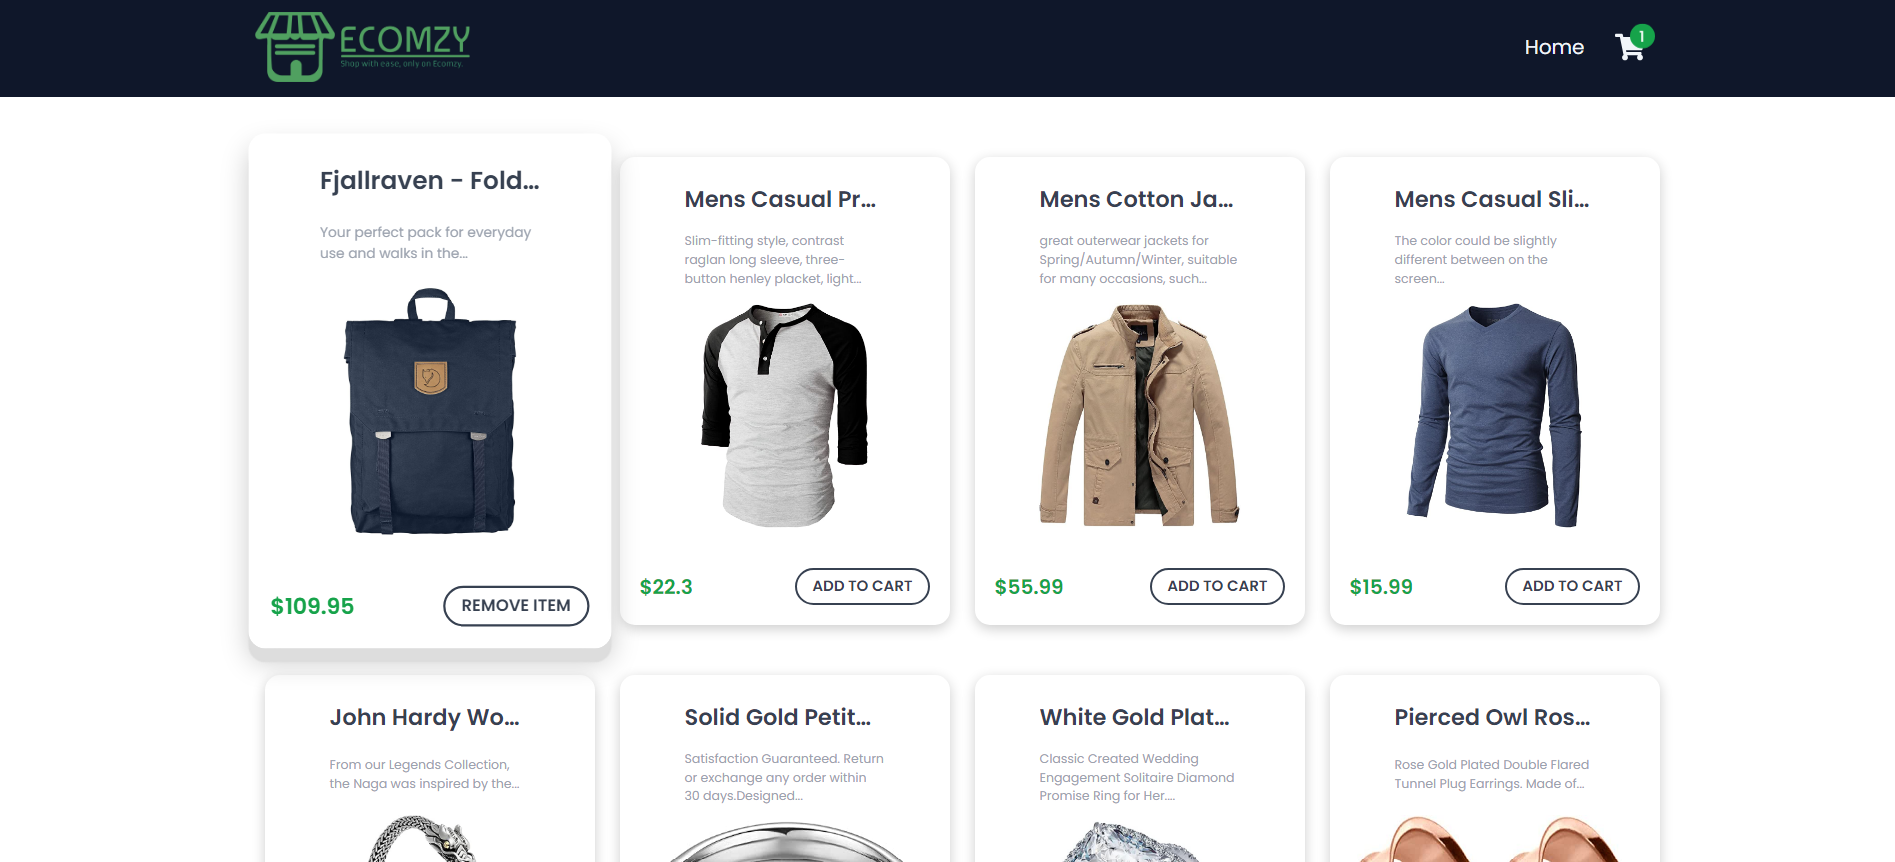 ECOMZY
Shop with ease, only on Ecomzy.
Home
1
Fjallraven - Fold...
Your perfect pack for everyday
use and walks in the...
$109.95
REMOVE ITEM
Mens Casual Pr...
Slim-fitting style, contrast
raglan long sleeve, three-
button henley placket, light...
$22.3
ADD TO CART
Mens Cotton Ja...
great outerwear jackets for
Spring/Autumn/Winter, suitable
for many occasions, such...
$55.99
ADD TO CART
Mens Casual Sli...
The color could be slightly
different between on the
screen...
$15.99
ADD TO CART
John Hardy Wo...
From our Legends Collection,
the Naga was inspired by the...
Solid Gold Petit...
Satisfaction Guaranteed. Return
or exchange any order within
30 days.Designed...
White Gold Plat...
Classic Created Wedding
Engagement Solitaire Diamond
Promise Ring for Her....
Pierced Owl Ros...
Rose Gold Plated Double Flared
Tunnel Plug Earrings. Made of...